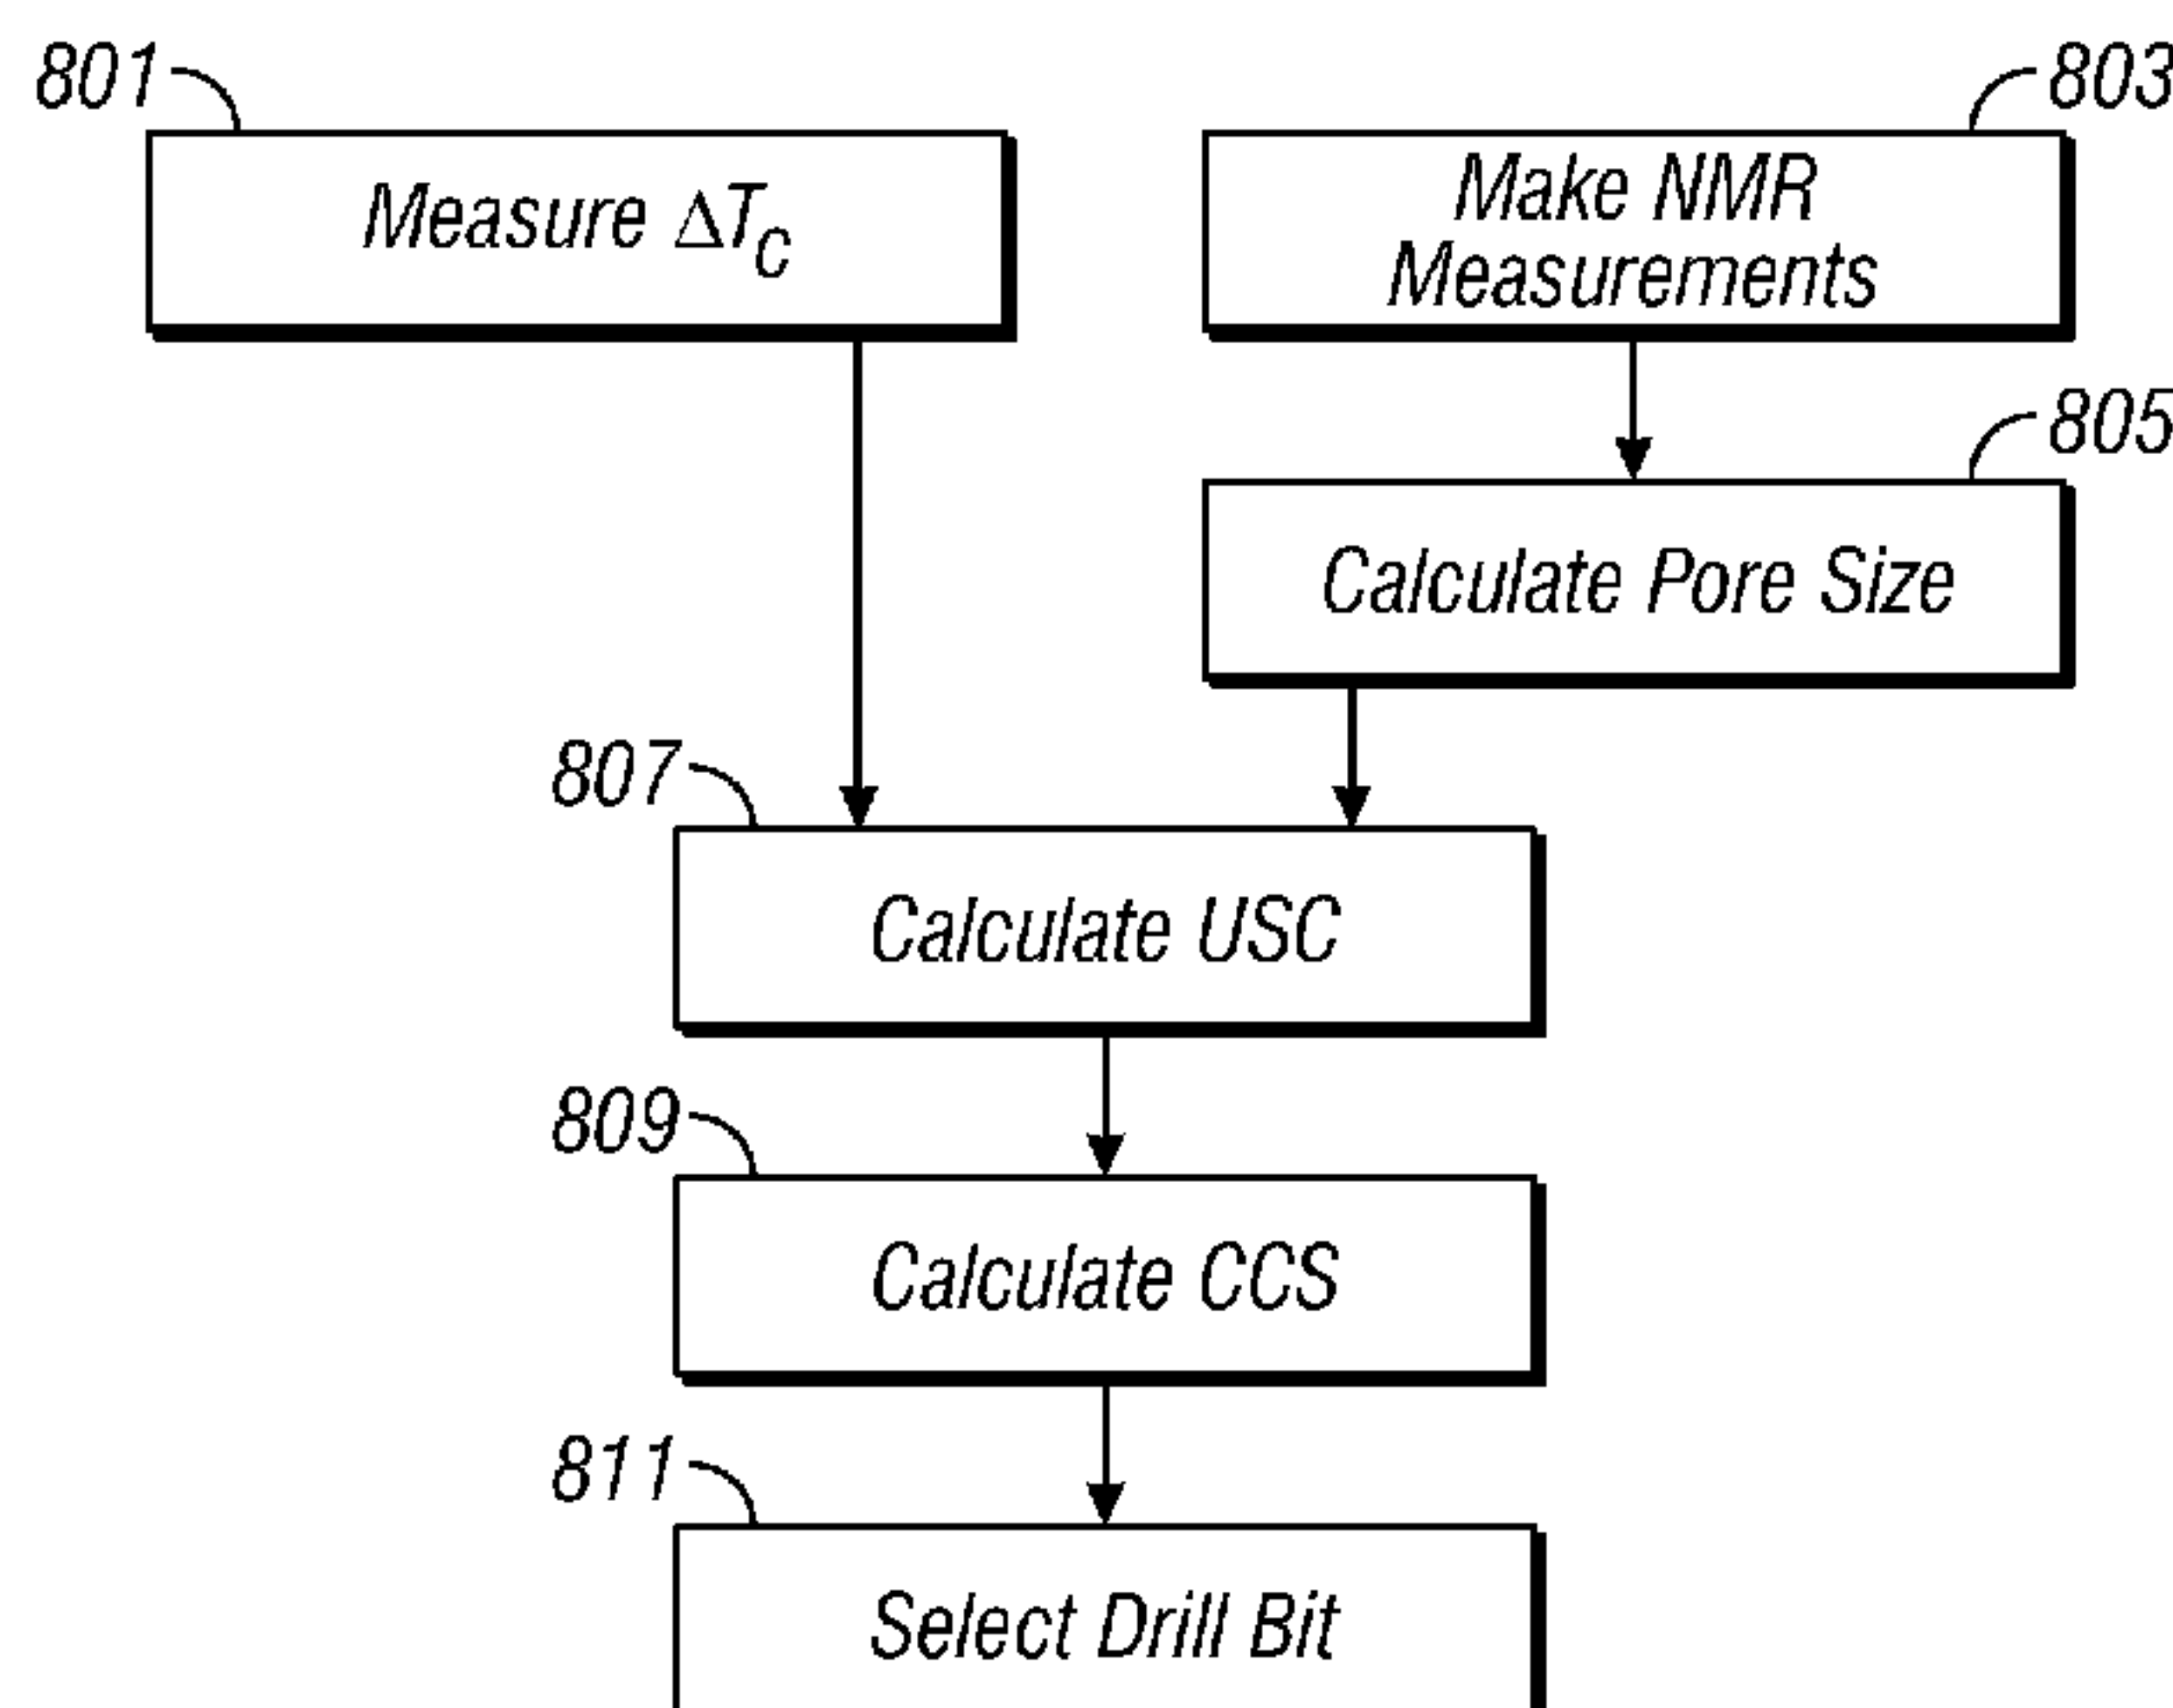 801
803
Measure ΔTc
Make NMR
Measurements
805
Calculate Pore Size
807
Calculate USC
809
Calculate CCS
811
Select Drill Bit